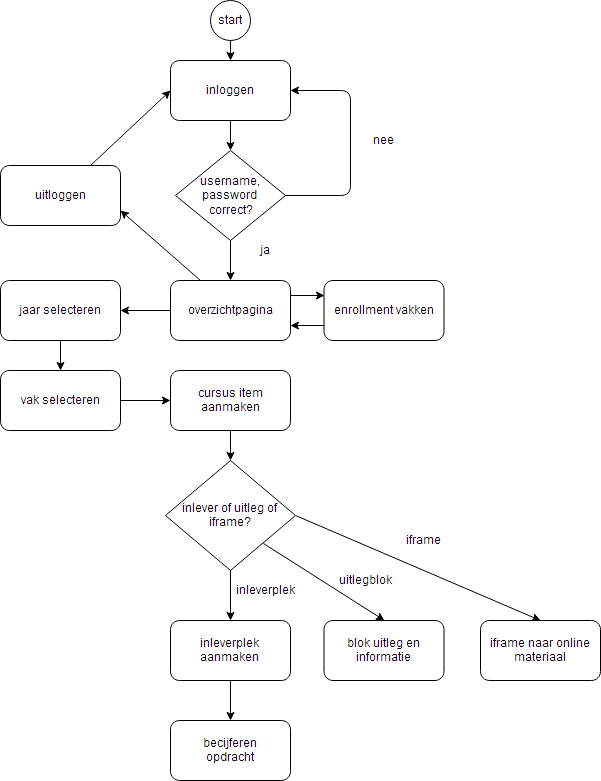 start
inloggen
nee
uitloggen
username,
password
correct?
ja
jaar selecteren
overzichtpagina
enrollment vakken
vak selecteren
cursus item
aanmaken
inlever of uitleg of
iframe?
iframe
uitlegblok
inleverplek
inleverplek
aanmaken
blok uitleg en
informatie
iframe naar online
materiaal
becijferen
opdracht